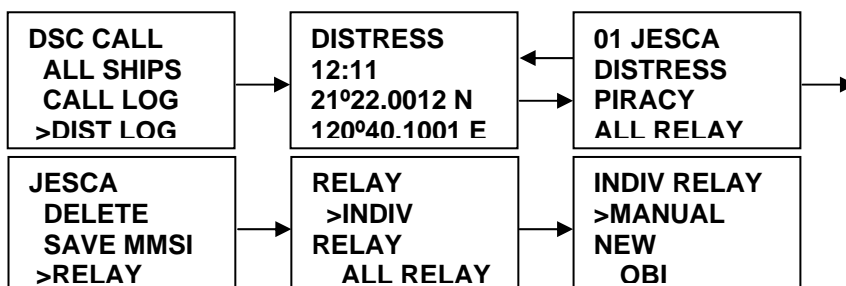 DSC CALL
ALL SHIPS
CALL LOG
>DIST LOG
DISTRESS
12:11
21º22.0012 N
120º40.1001 E
01 JESCA
DISTRESS
PIRACY
ALL RELAY
JESCA
DELETE
SAVE MMSI
>RELAY
RELAY
>INDIV
RELAY
ALL RELAY
INDIV RELAY
>MANUAL
NEW
OBI